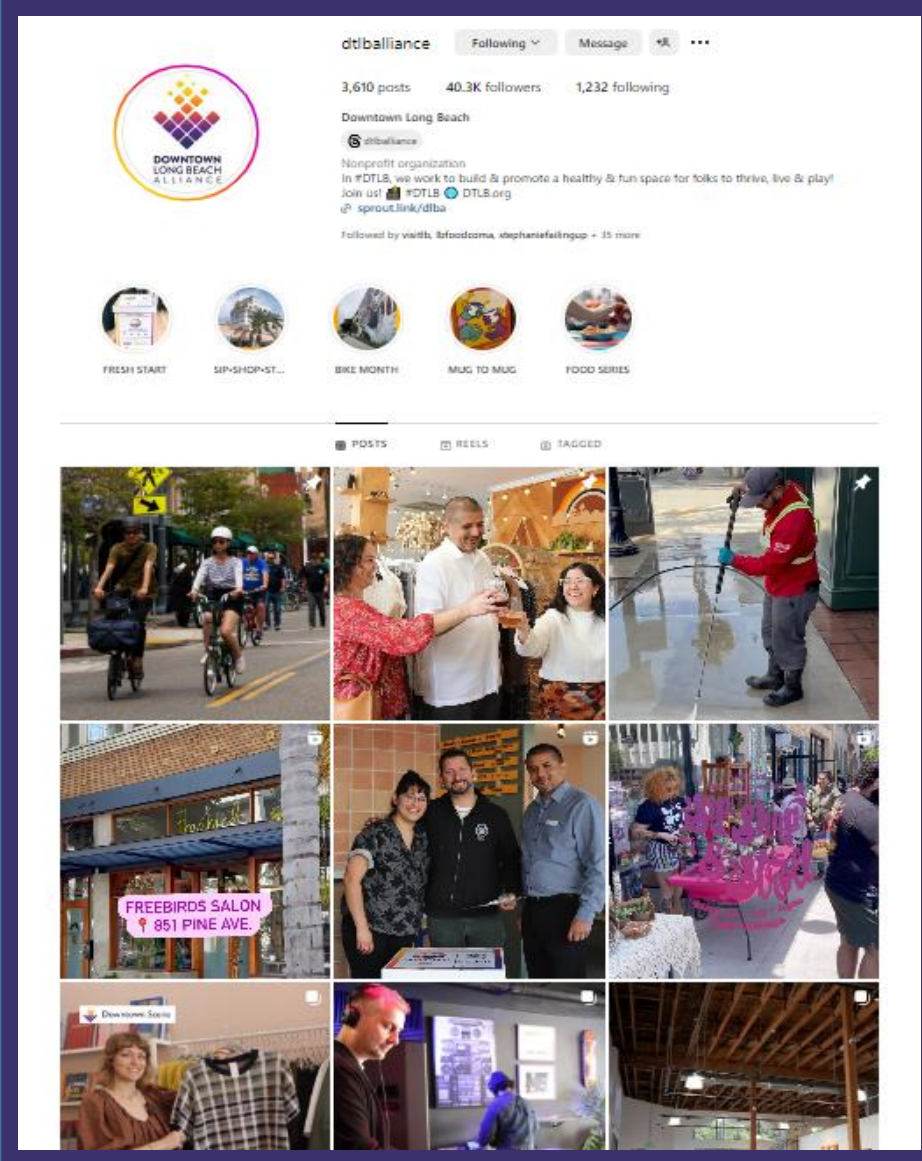 dtlballiance Following Message
3,610 posts 40.3K followers 1,232 following
DOWNTOWN
LONG BEACH
ALLIANCE
Downtown Long Beach
dtlballiance
Nonprofit organization
In #DTLB, we work to build & promote a healthy & fun space for folks to thrive, live & play!
Join us! #DTLB DTLB.org
sprout.link/dlba
Followed by visitlb, lbfoodcoma, stephaniefailingup + 35 more
FRESH START SIP•SHOP•ST... BIKE MONTH MUG TO MUG FOOD SERIES
POSTS REELS TAGGED
FREEBIRDS SALON
851 PINE AVE.